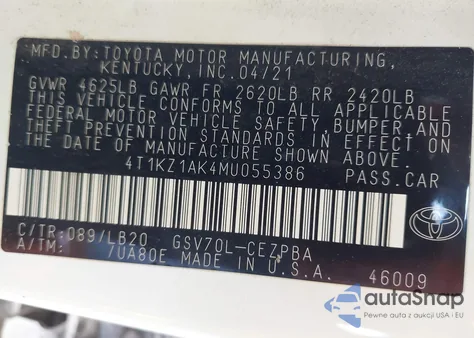 MFD.BY:TOYOTA MOTOR MANUFACTURING,
KENTUCKY, INC.04/21
GVWR 4625LB GAWR FR 2620LB RR 2420LB
THIS VEHICLE CONFORMS TO ALL APPLICABLE
FEDERAL MOTOR VEHICLE SAFETY, BUMPER, AND
THEFT PREVENTION STANDARDS IN EFFECT ON
THE DATE OF MANUFACTURE SHOWN ABOVE.
4T1KZ1AK4MU055386 PASS.CAR
C/TR:089/LB20 GSV70L-CEZPBA
A/TM: 7UA80E MADE IN U.S.A. 46009
TOYOTA
autaShop
Pewne auta z aukcji USA i EU